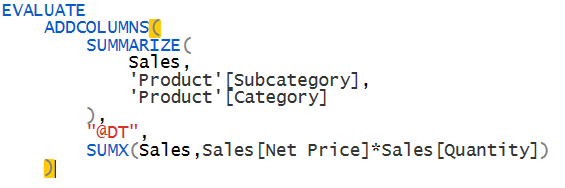 EVALUATE
ADDCOLUMNS(
SUMMARIZE(
Sales,
'Product'[Subcategory],
'Product'[Category]
),
"@DT",
SUMX(Sales,Sales[Net Price]*Sales[Quantity])
)